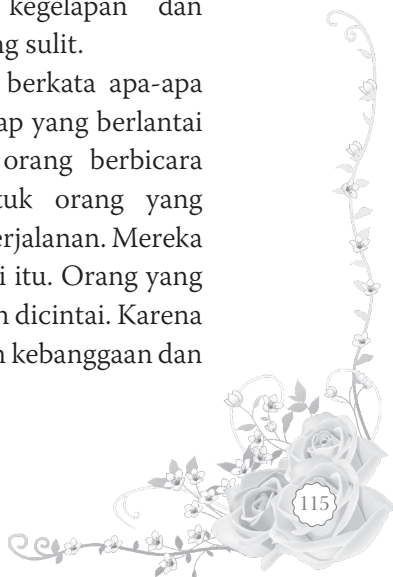 kegelapan dan
ng sulit.
berkata apa-apa
ap yang berlantai
orang berbicara
tuk orang yang
erjalanan. Mereka
i itu. Orang yang
n dicintai. Karena
n kebanggaan dan
115